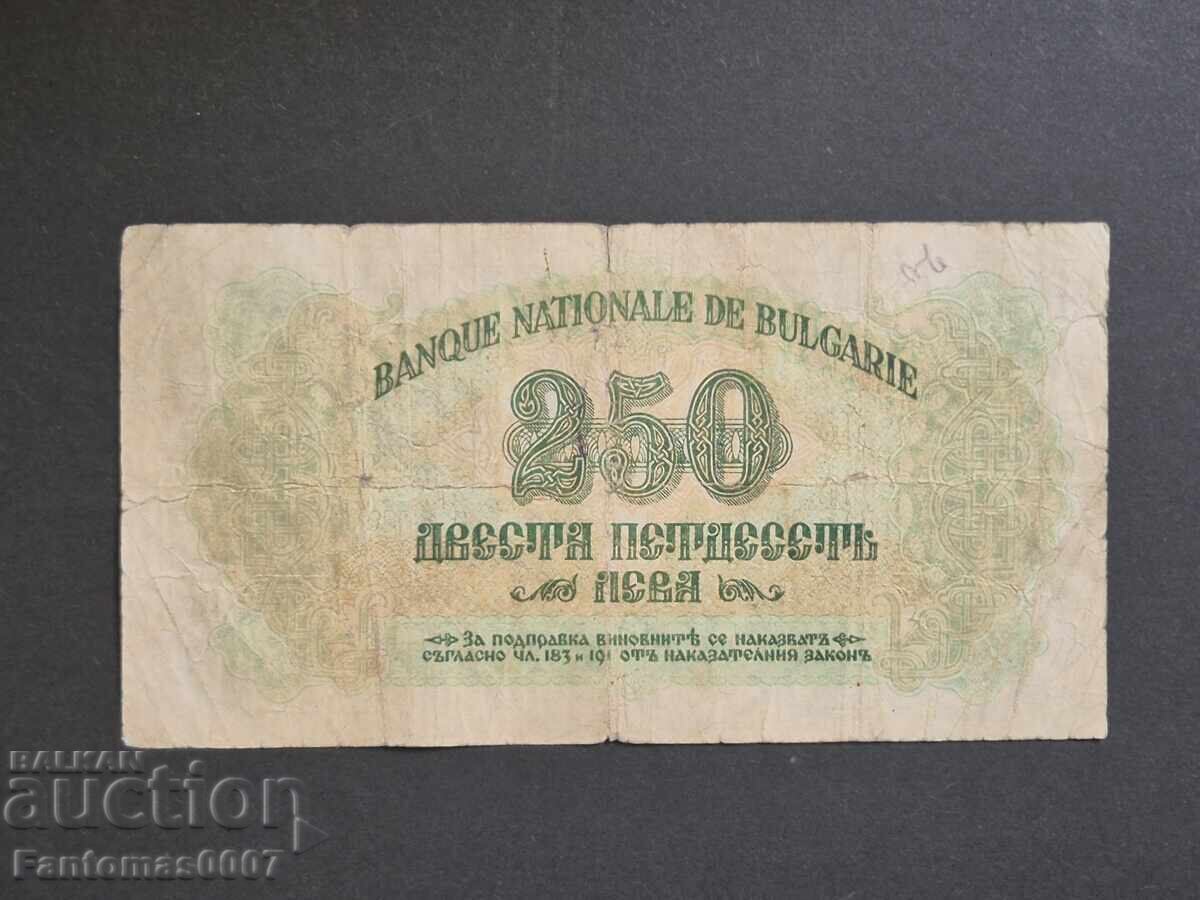 BANQUE NATIONALE DE BULGARIE
250
ДВЕСТА ПЕТДЕСЕТЬ
ЛЕВА
ЗА ПОДПРАВКА ВИНОВНИТѢ СЕ НАКАЗВАТЪ
СЪГЛАСНО ЧЛ. 183 И 191 ОТЪ НАКАЗАТЕЛНИЯ ЗАКОНЪ
BALKAN
auction
Fantomas0007